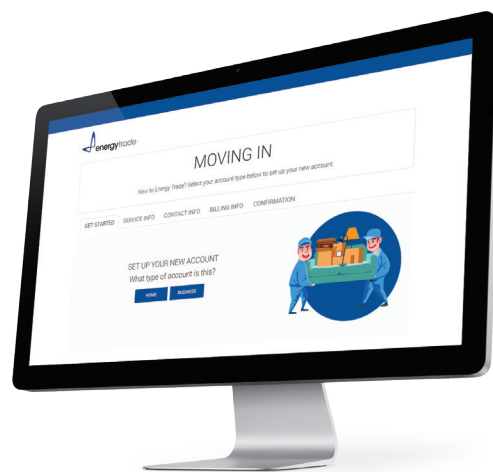 energytrade
MOVING IN
New to Energy Trade? Select your account type below to set up your new account.
GET STARTED SERVICE INFO CONTACT INFO BILLING INFO CONFIRMATION
SET UP YOUR NEW ACCOUNT
What type of account is this?
HOME BUSINESS